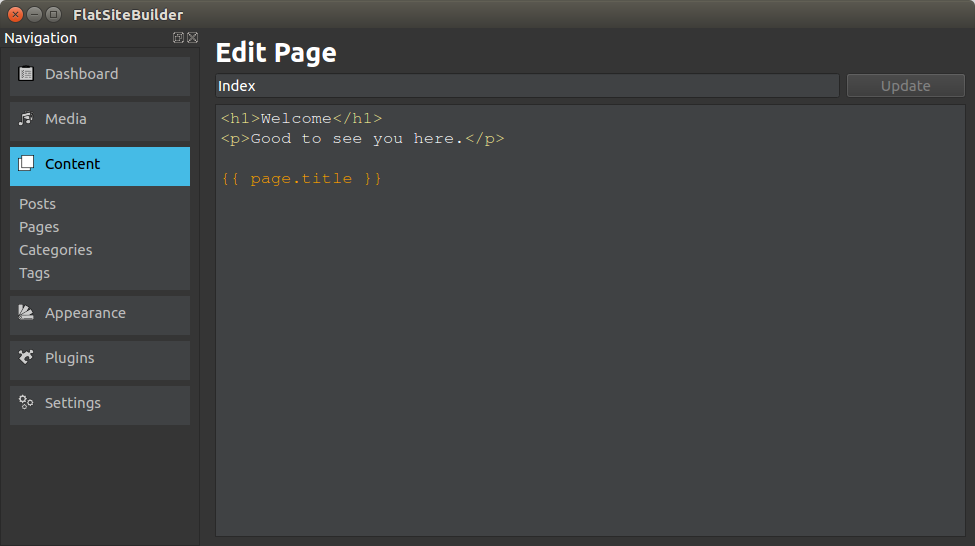 FlatSiteBuilder
Navigation
Dashboard
Media
Content
Posts
Pages
Categories
Tags
Appearance
Plugins
Settings
Edit Page
Index
Update
<h1>Welcome</h1>
<p>Good to see you here.</p>
{{ page.title }}